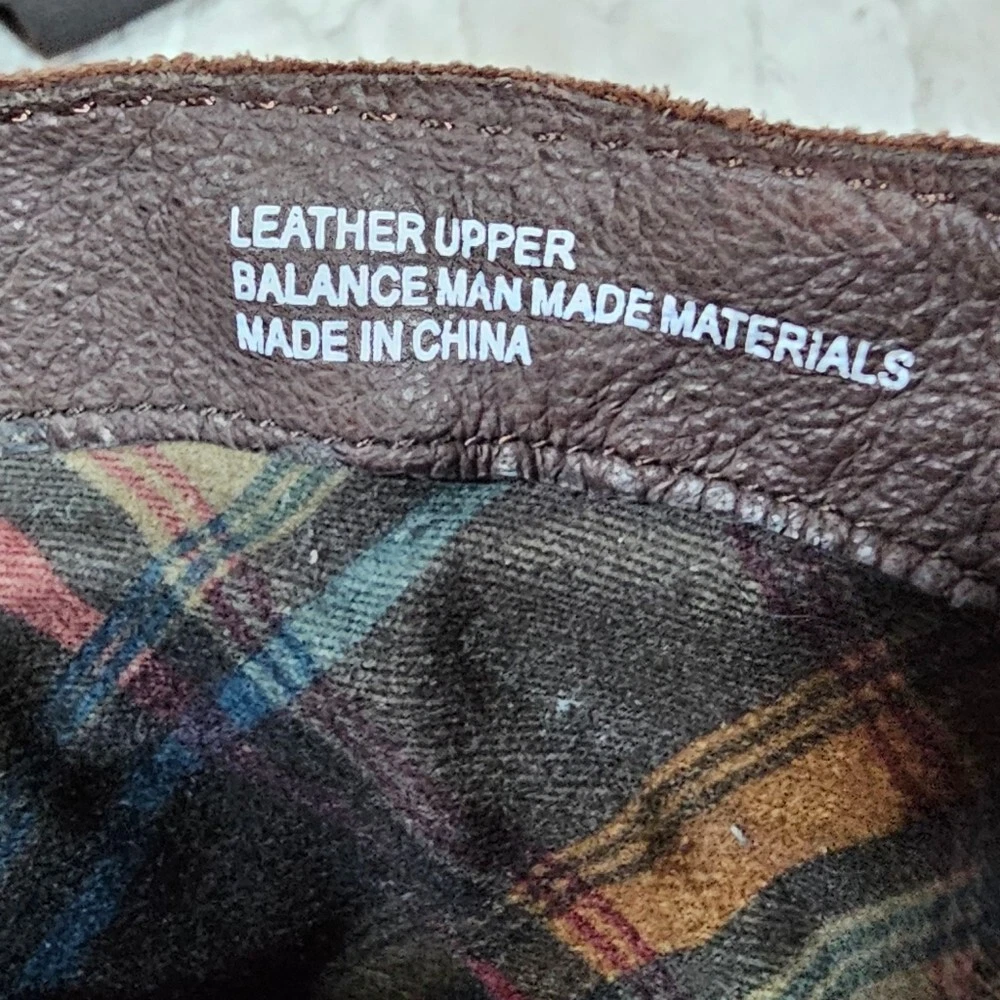 LEATHER UPPER
BALANCE MAN MADE MATERIALS
MADE IN CHINA